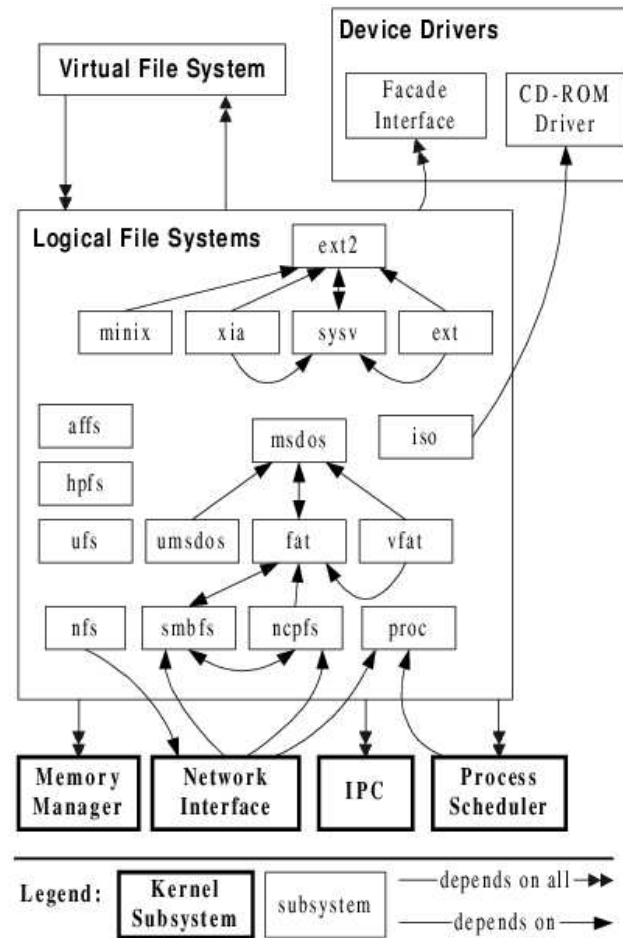 Device Drivers
Virtual File System
Facade
Interface
CD-ROM
Driver
Logical File Systems
ext2
minix
xia
sysv
ext
affs
msdos
iso
hpfs
ufs
umsdos
fat
vfat
nfs
smbfs
ncpfs
proc
Memory
Manager
Network
Interface
IPC
Process
Scheduler
Legend:
Kernel
Subsystem
subsystem
depends on all
depends on